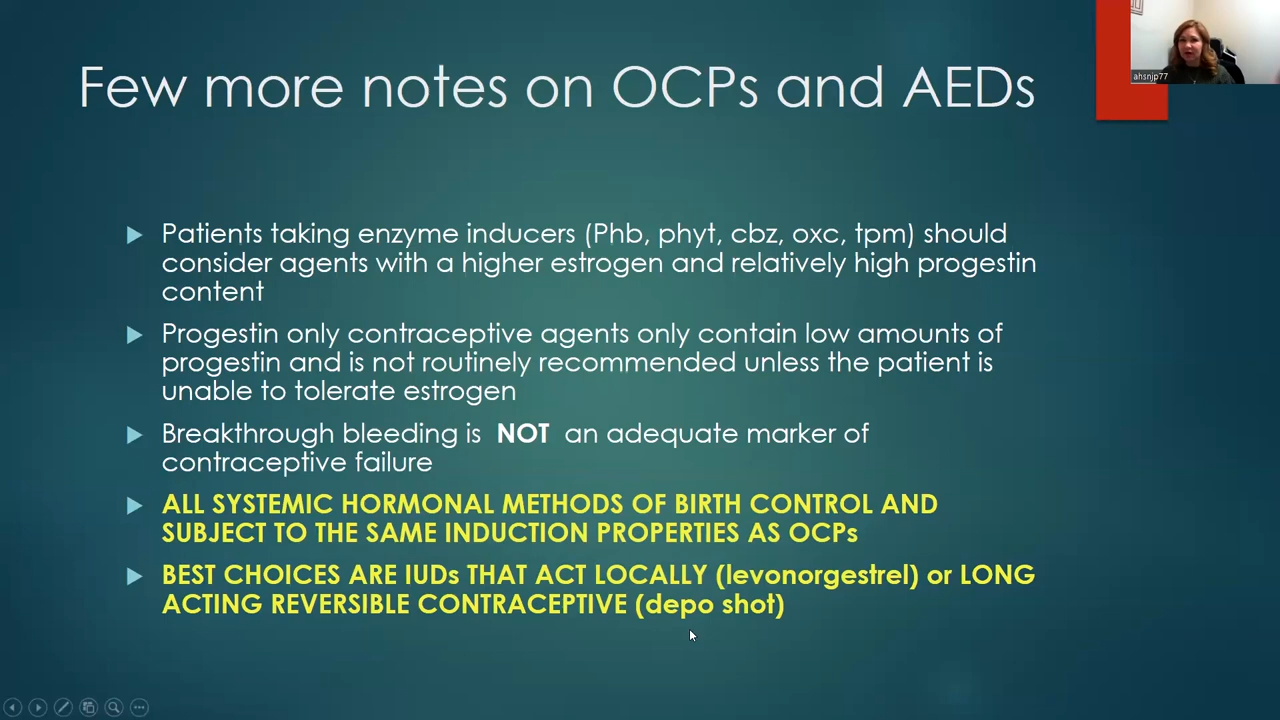 Few more notes on OCPs and AEDs
ahsnjp77
Patients taking enzyme inducers (Phb, phyt, cbz, oxc, tpm) should
consider agents with a higher estrogen and relatively high progestin
content
Progestin only contraceptive agents only contain low amounts of
progestin and is not routinely recommended unless the patient is
unable to tolerate estrogen
Breakthrough bleeding is NOT an adequate marker of
contraceptive failure
ALL SYSTEMIC HORMONAL METHODS OF BIRTH CONTROL AND
SUBJECT TO THE SAME INDUCTION PROPERTIES AS OCPs
BEST CHOICES ARE IUDs THAT ACT LOCALLY (levonorgestrel) or LONG
ACTING REVERSIBLE CONTRACEPTIVE (depo shot)